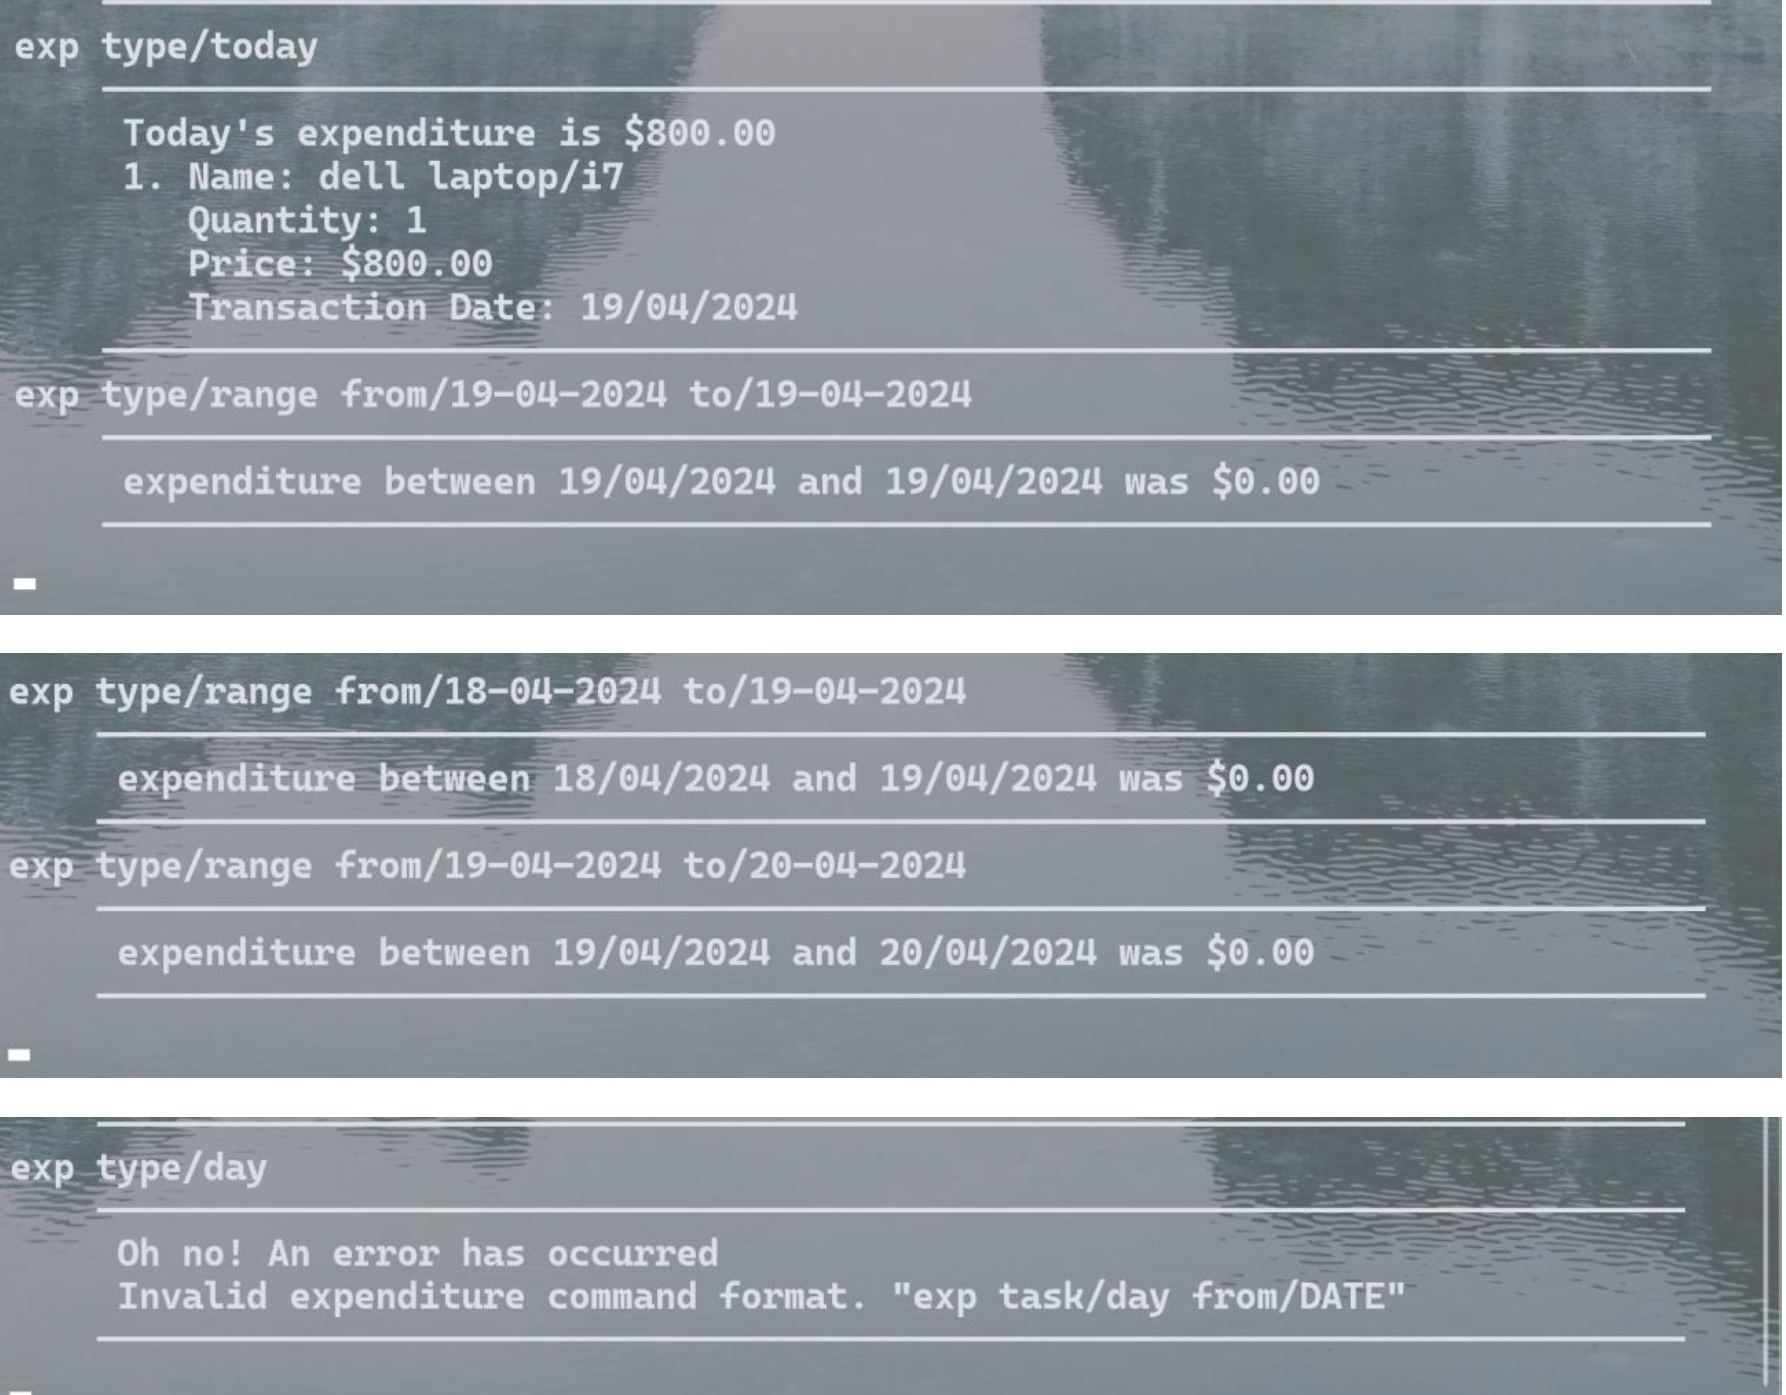 exp type/today
Today's expenditure is $800.00
1. Name: dell laptop/i7
Quantity: 1
Price: $800.00
Transaction Date: 19/04/2024
exp type/range from/19-04-2024 to/19-04-2024
expenditure between 19/04/2024 and 19/04/2024 was $0.00
exp type/range from/18-04-2024 to/19-04-2024
expenditure between 18/04/2024 and 19/04/2024 was $0.00
exp type/range from/19-04-2024 to/20-04-2024
expenditure between 19/04/2024 and 20/04/2024 was $0.00
exp type/day
Oh no! An error has occurred
Invalid expenditure command format. "exp task/day from/DATE"